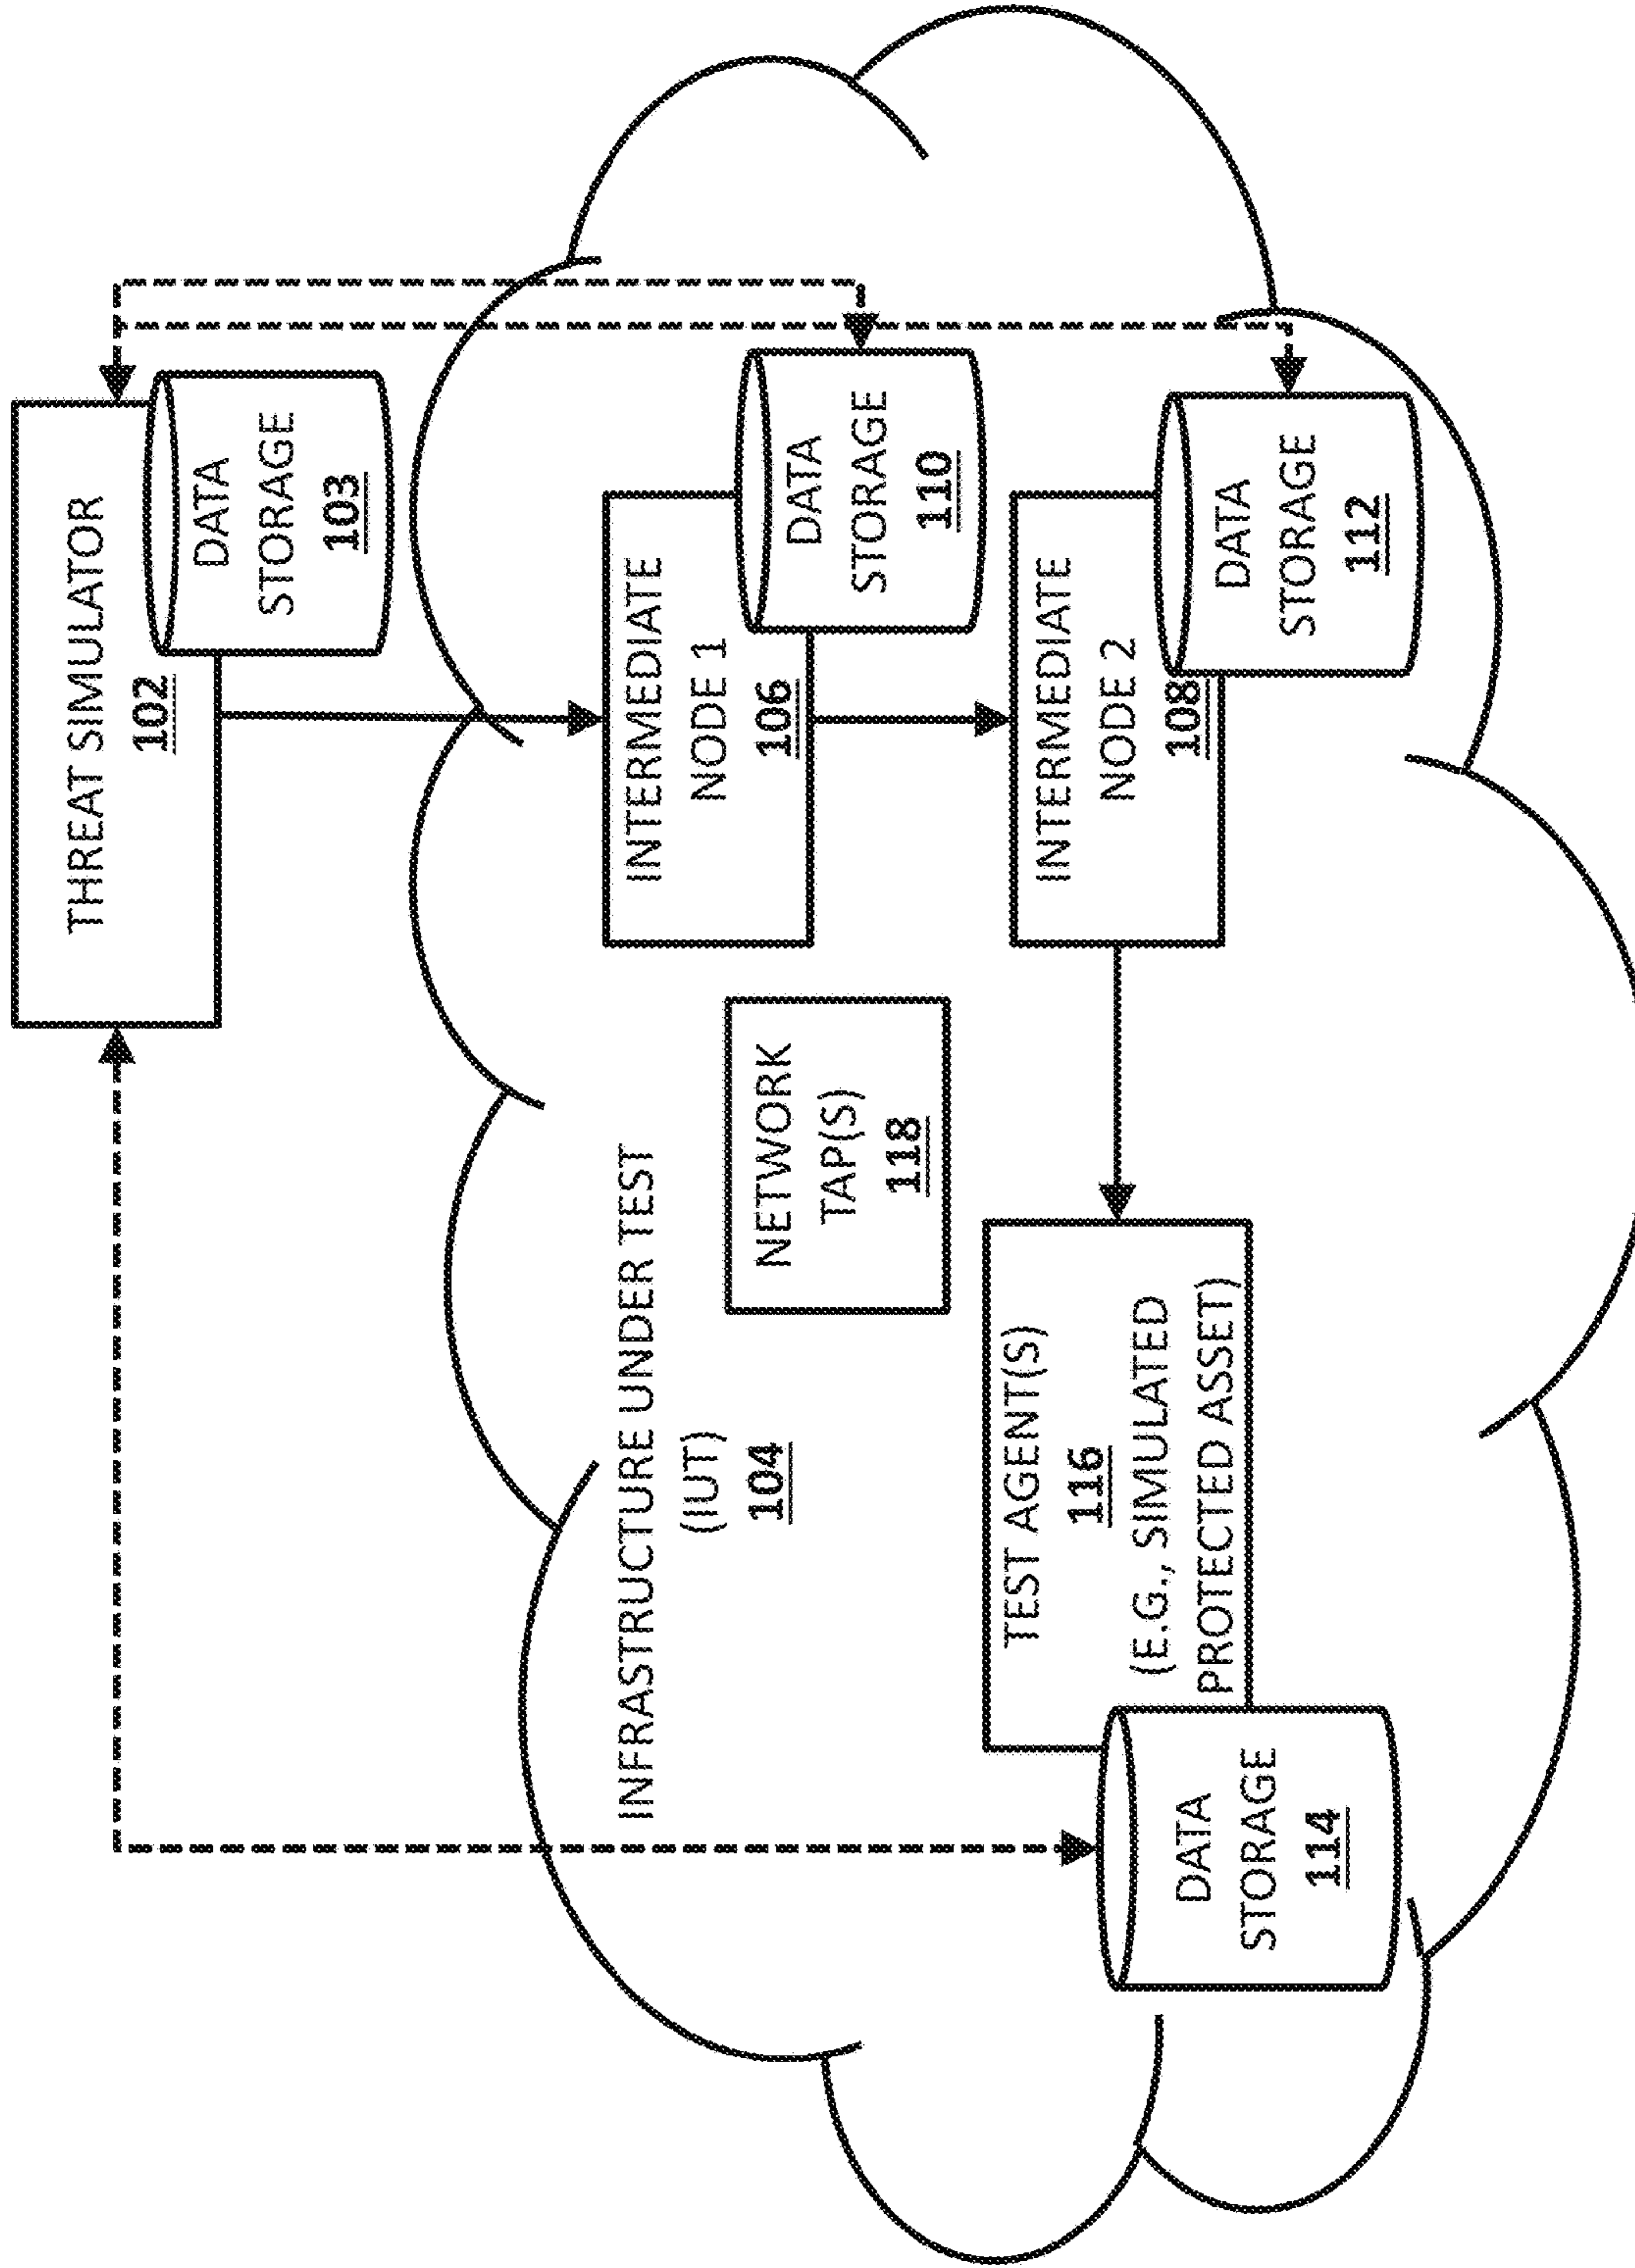 THREAT SIMULATOR
102
DATA
STORAGE
103
INFRASTRUCTURE UNDER TEST
(IUT)
104
INTERMEDIATE
NODE 1
106
DATA
STORAGE
110
NETWORK
TAP(S)
118
INTERMEDIATE
NODE 2
108
DATA
STORAGE
112
TEST AGENT(S)
116
(E.G., SIMULATED
PROTECTED ASSET)
DATA
STORAGE
114